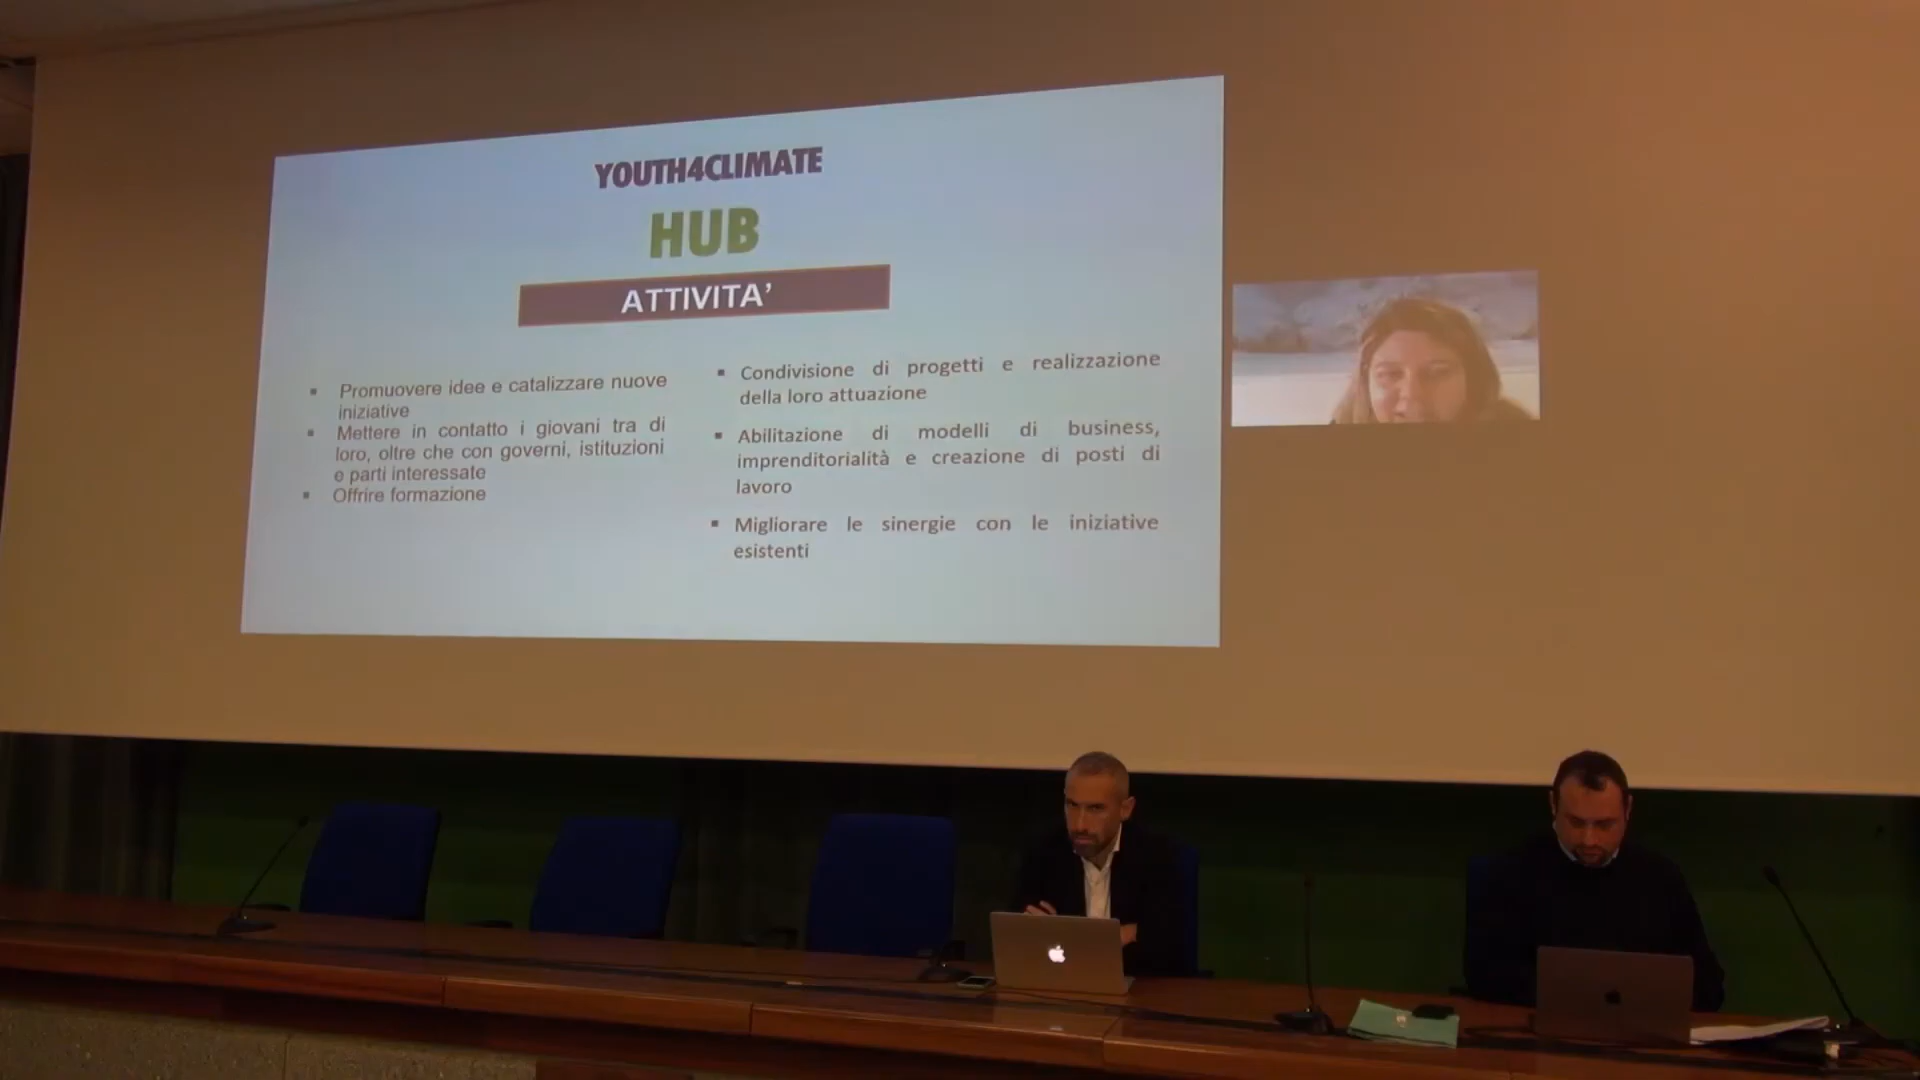 YOUTH4CLIMATE
HUB
ATTIVITA’
▪ Promuovere idee e catalizzare nuove
iniziative
▪ Mettere in contatto i giovani tra di
loro, oltre che con governi, istituzioni
e parti interessate
▪ Offrire formazione
▪ Condivisione di progetti e realizzazione
della loro attuazione
▪ Abilitazione di modelli di business,
imprenditorialità e creazione di posti di
lavoro
▪ Migliorare le sinergie con le iniziative
esistenti